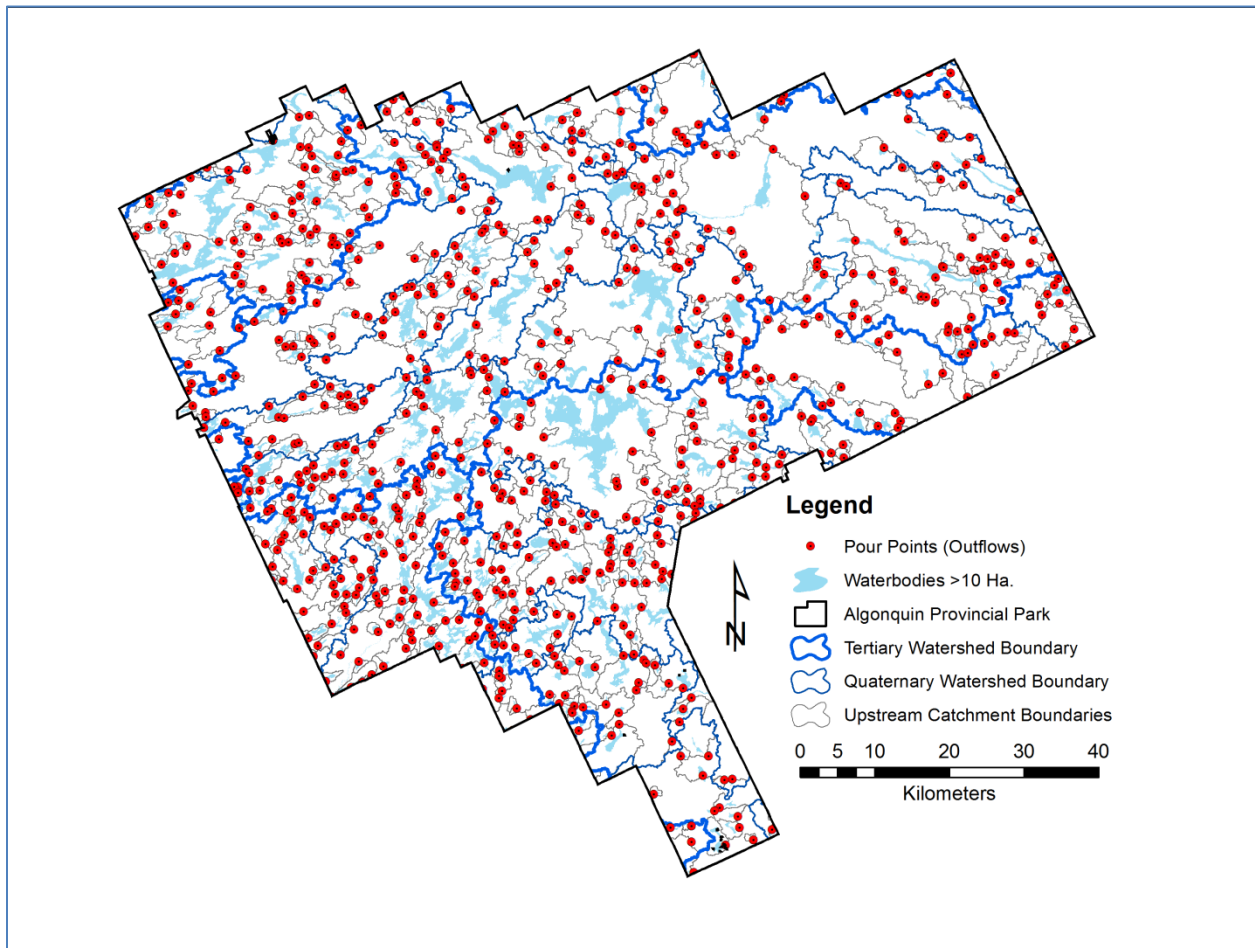 Legend
Pour Points (Outflows)
Waterbodies >10 Ha.
Algonquin Provincial Park
Tertiary Watershed Boundary
Quaternary Watershed Boundary
Upstream Catchment Boundaries
N
0 5 10 20 30 40
Kilometers